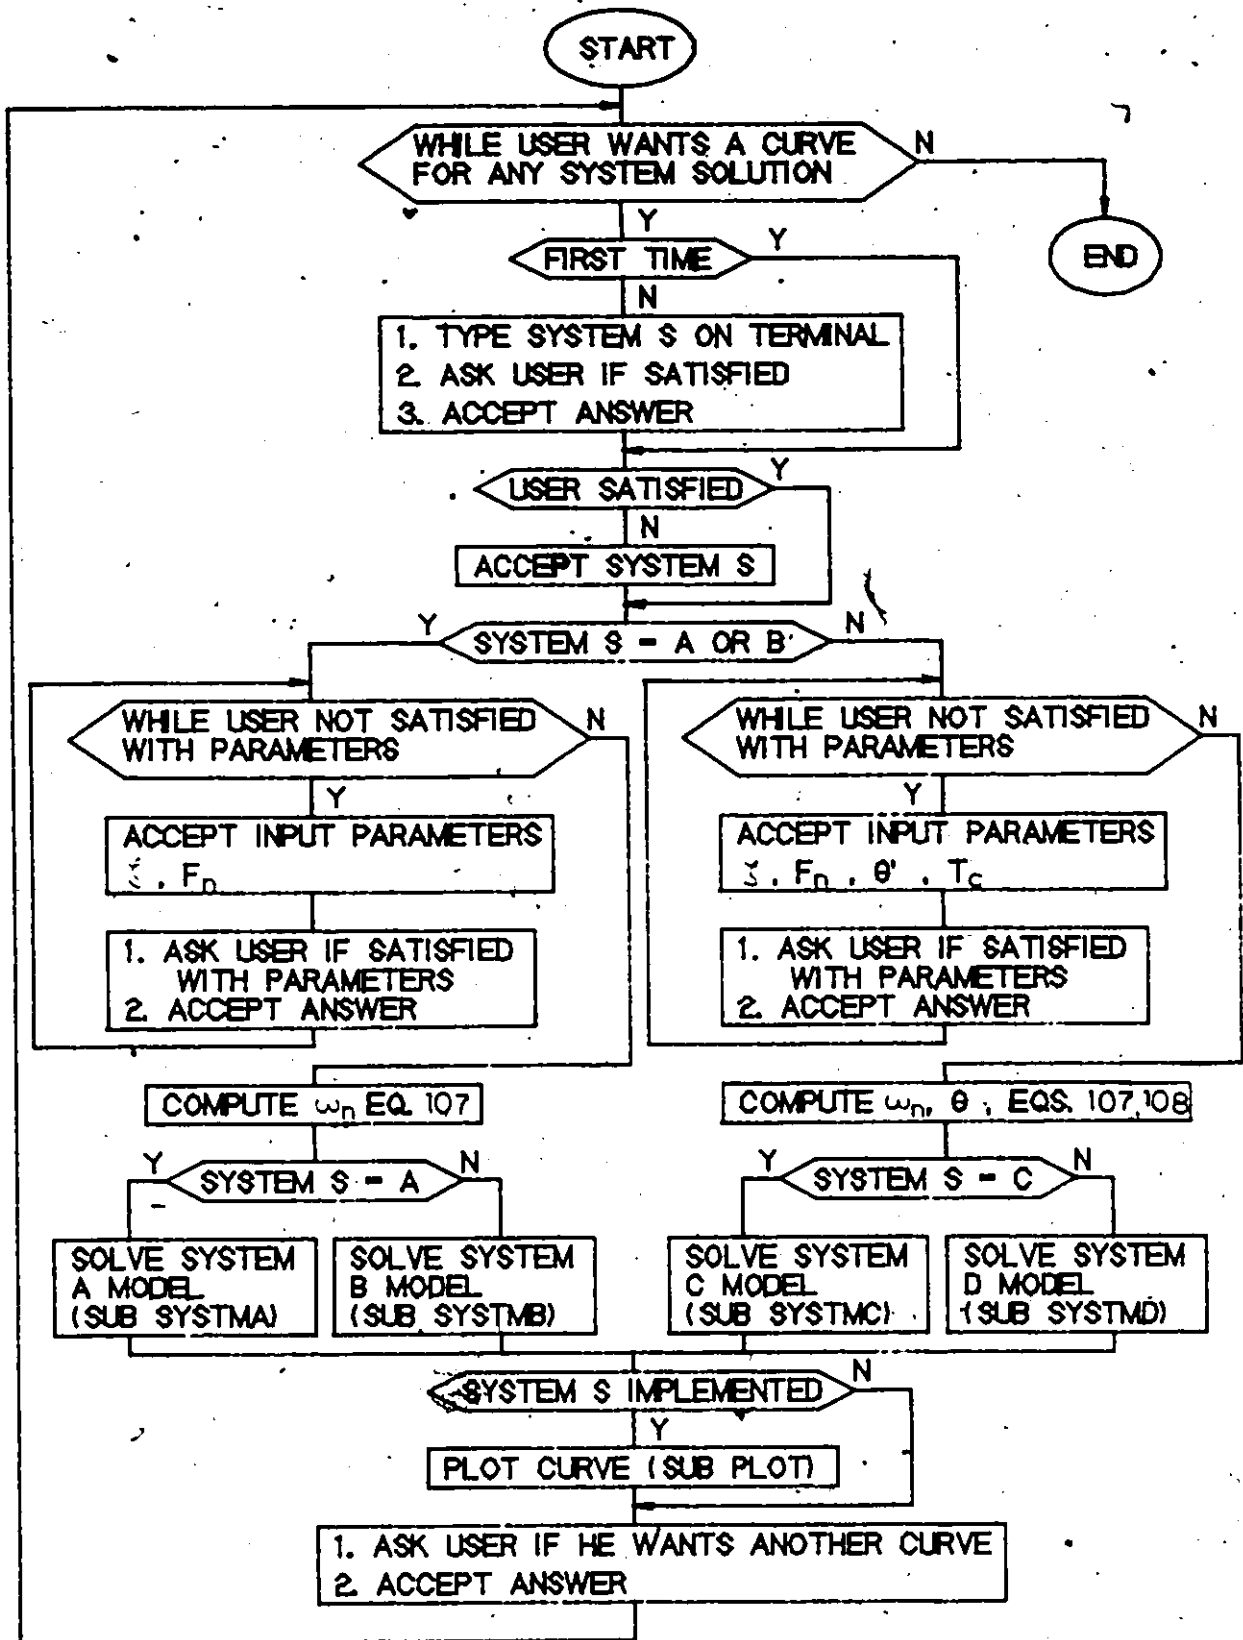 START
WHILE USER WANTS A CURVE
FOR ANY SYSTEM SOLUTION
N
END
Y
FIRST TIME
Y
N
1. TYPE SYSTEM S ON TERMINAL
2. ASK USER IF SATISFIED
3. ACCEPT ANSWER
USER SATISFIED
Y
N
ACCEPT SYSTEM S
Y
SYSTEM S = A OR B
N
WHILE USER NOT SATISFIED
WITH PARAMETERS
N
Y
ACCEPT INPUT PARAMETERS
ξ, Fn
1. ASK USER IF SATISFIED
WITH PARAMETERS
2. ACCEPT ANSWER
COMPUTE ωn EQ. 107
Y
SYSTEM S = A
N
SOLVE SYSTEM
A MODEL
(SUB SYSTMA)
SOLVE SYSTEM
B MODEL
(SUB SYSTMB)
WHILE USER NOT SATISFIED
WITH PARAMETERS
N
Y
ACCEPT INPUT PARAMETERS
ξ, Fn, θ', Tc
1. ASK USER IF SATISFIED
WITH PARAMETERS
2. ACCEPT ANSWER
COMPUTE ωn, θ, EQS. 107,108
Y
SYSTEM S = C
N
SOLVE SYSTEM
C MODEL
(SUB SYSTMC)
SOLVE SYSTEM
D MODEL
(SUB SYSTMD)
SYSTEM S IMPLEMENTED
N
Y
PLOT CURVE (SUB PLOT)
1. ASK USER IF HE WANTS ANOTHER CURVE
2. ACCEPT ANSWER